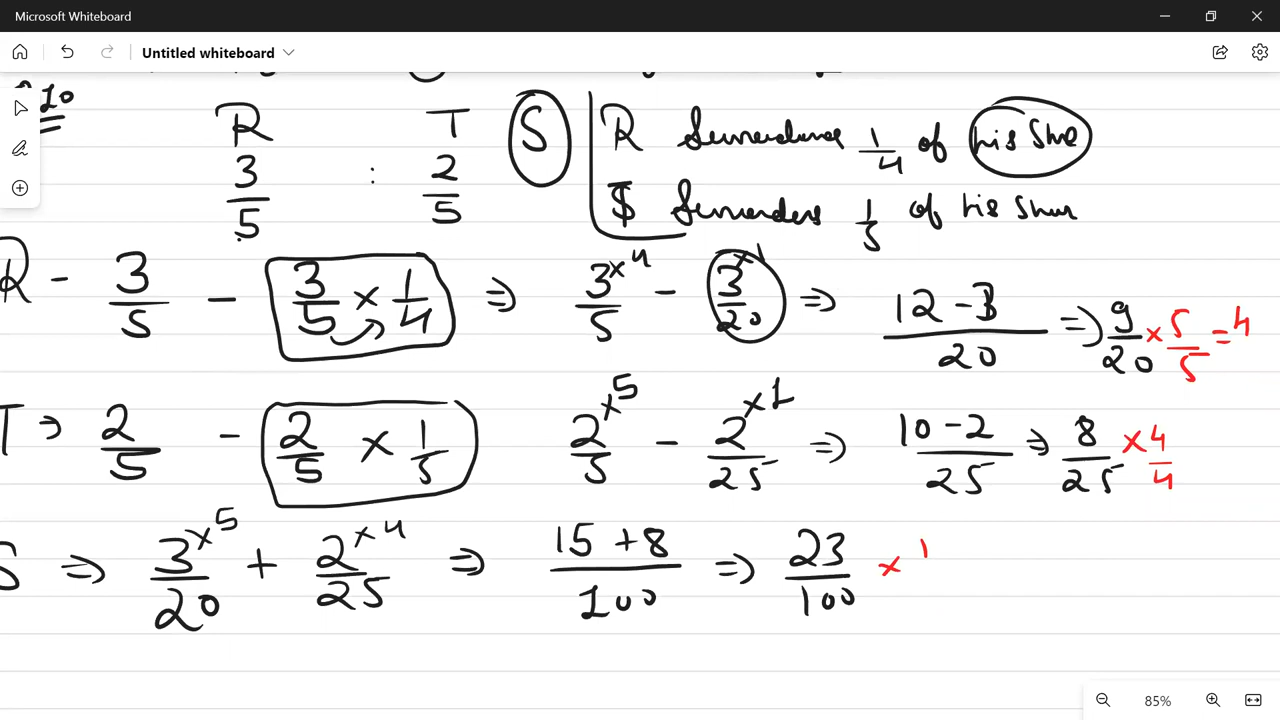 Microsoft Whiteboard
Untitled whiteboard
10
R : T S
3/5 2/5
R 1/4 of his
$ Surrenders 1/5 of his
R - 3/5 - 3/5 × 1/4 ⇒ 3×4/5 - 3×1/20 ⇒ 12-3/20 ⇒ 9/20 × 5/5 = 4
T ⇒ 2/5 - 2/5 × 1/5 2×5/5 - 2×1/25 ⇒ 10-2/25 ⇒ 8/25 × 4/4
S ⇒ 3×5/20 + 2×4/25 ⇒ 15+8/100 ⇒ 23/100 × 1
85%